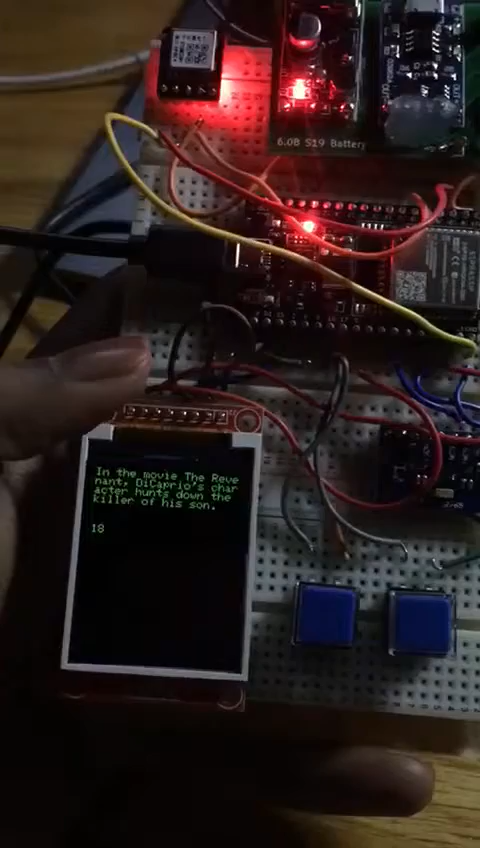 6.0B S19 Battery
In the movie The Reve
nant, DiCaprio's char
acter hunts down the
killer of his son.
18